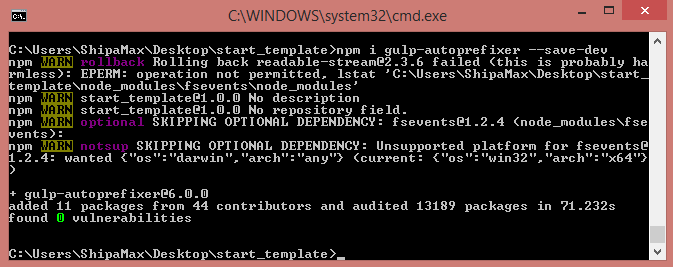 C:\WINDOWS\system32\cmd.exe
C:\Users\ShipaMax\Desktop\start_template>npm i gulp-autoprefixer --save-dev
npm WARN rollback Rolling back readable-stream@2.3.6 failed (this is probably ha
rmless): EPERM: operation not permitted, lstat 'C:\Users\ShipaMax\Desktop\start_
template\node_modules\fsevents\node_modules'
npm WARN start_template@1.0.0 No description
npm WARN start_template@1.0.0 No repository field.
npm WARN optional SKIPPING OPTIONAL DEPENDENCY: fsevents@1.2.4 (node_modules\fse
vents):
npm WARN notsup SKIPPING OPTIONAL DEPENDENCY: Unsupported platform for fsevents@
1.2.4: wanted {"os":"darwin","arch":"any"} (current: {"os":"win32","arch":"x64"}
)
+ gulp-autoprefixer@6.0.0
added 11 packages from 44 contributors and audited 13189 packages in 71.232s
found 0 vulnerabilities
C:\Users\ShipaMax\Desktop\start_template>_